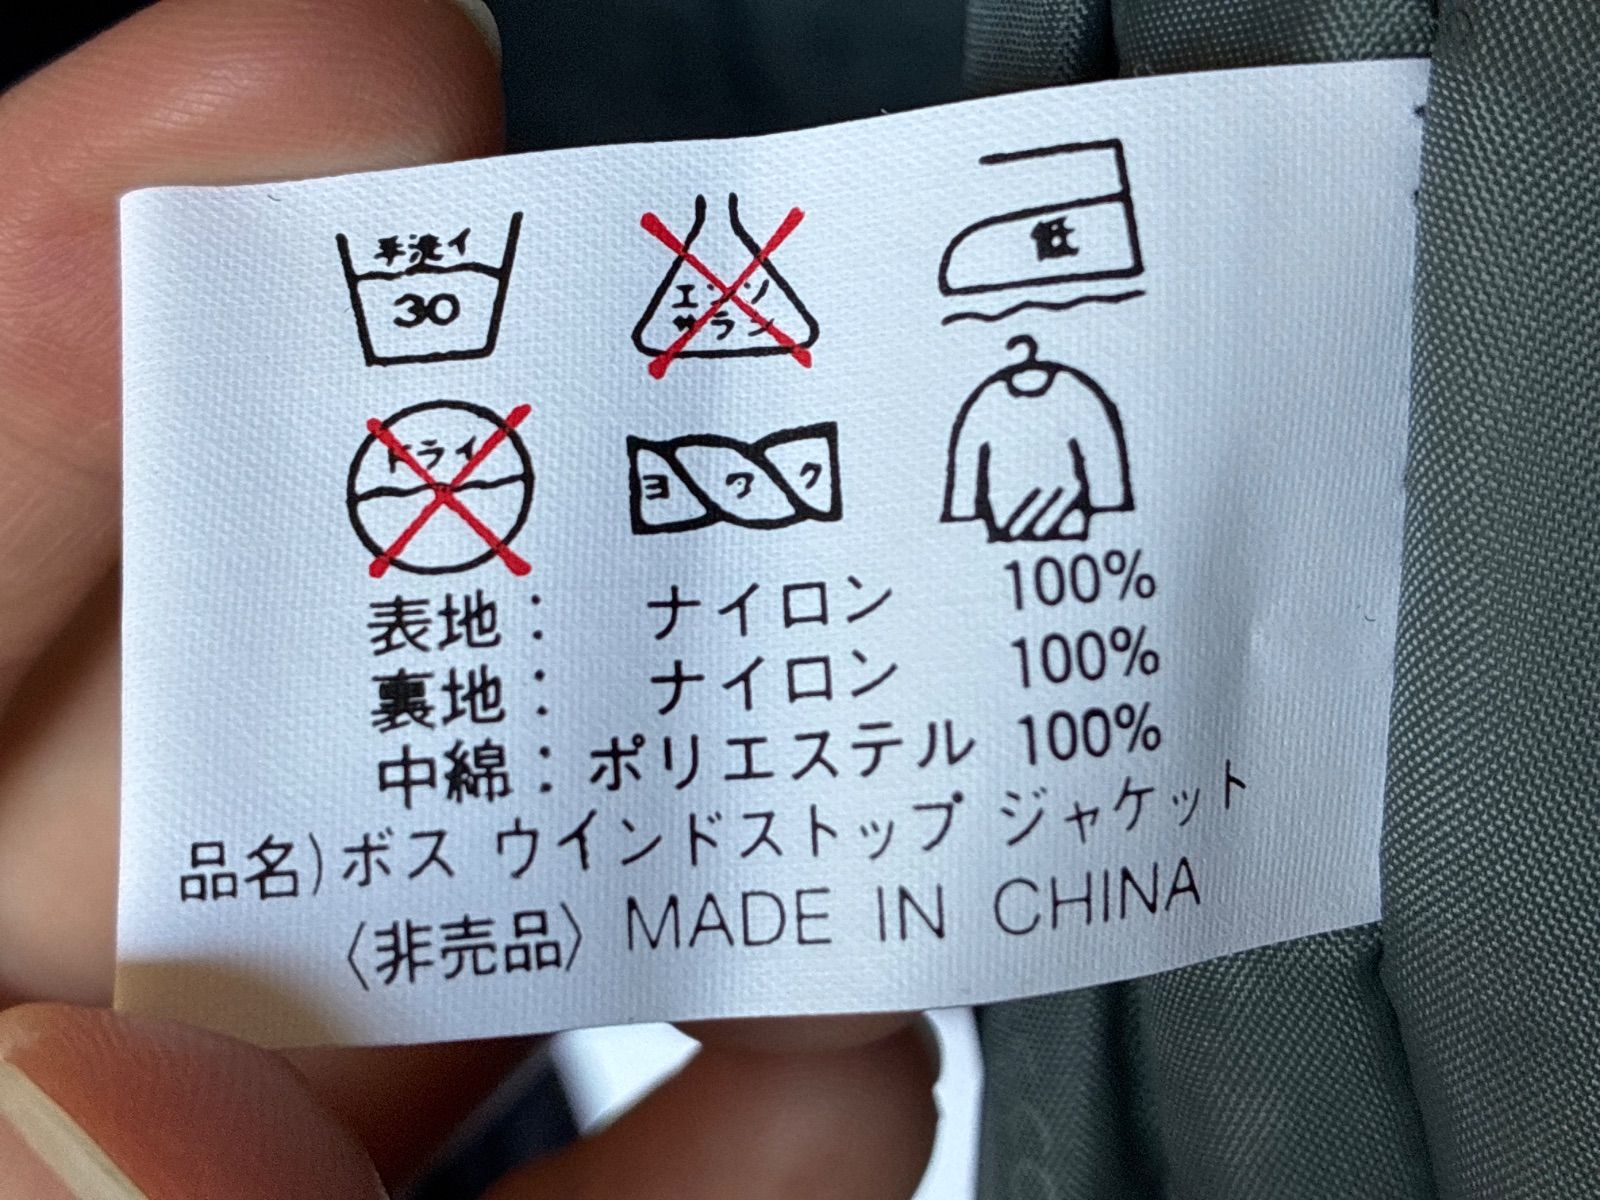 手洗イ
30
エンソ
サラシ
低
ドライ
ヨワク
表地： ナイロン 100%
裏地： ナイロン 100%
中綿：ポリエステル 100%
品名)ボス ウインドストップ ジャケット
〈非売品〉MADE IN CHINA